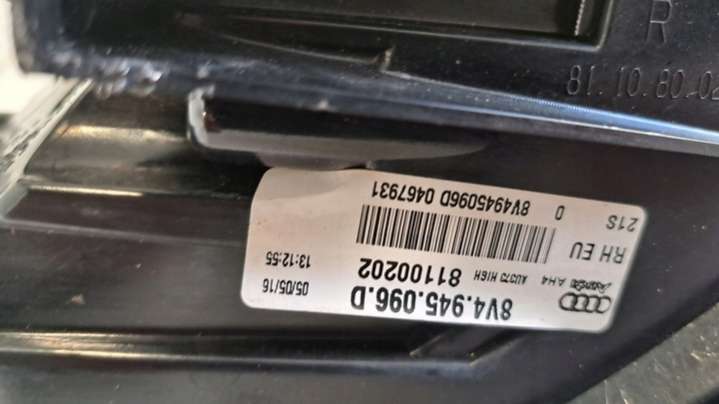 R
81.10.80.02
8V4.945.096.D
81100202
05/05/16
13:12:55
AU373 HIGH
AH4
RH EU
21S
0
8V4945096D 0467931